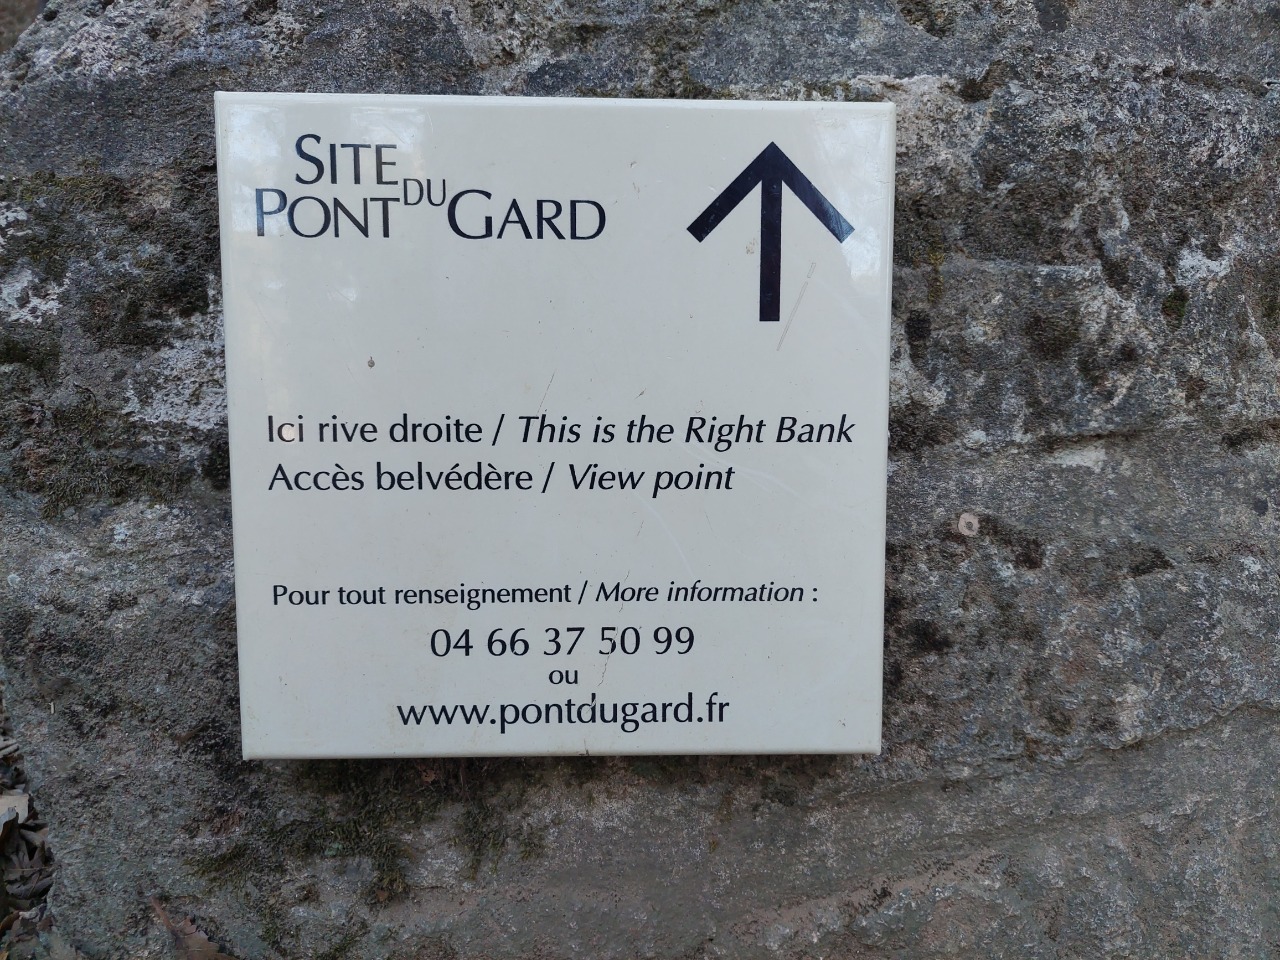 SITE DU
PONT GARD
Ici rive droite / This is the Right Bank
Accès belvédère / View point
Pour tout renseignement / More information :
04 66 37 50 99
ou
www.pontdugard.fr